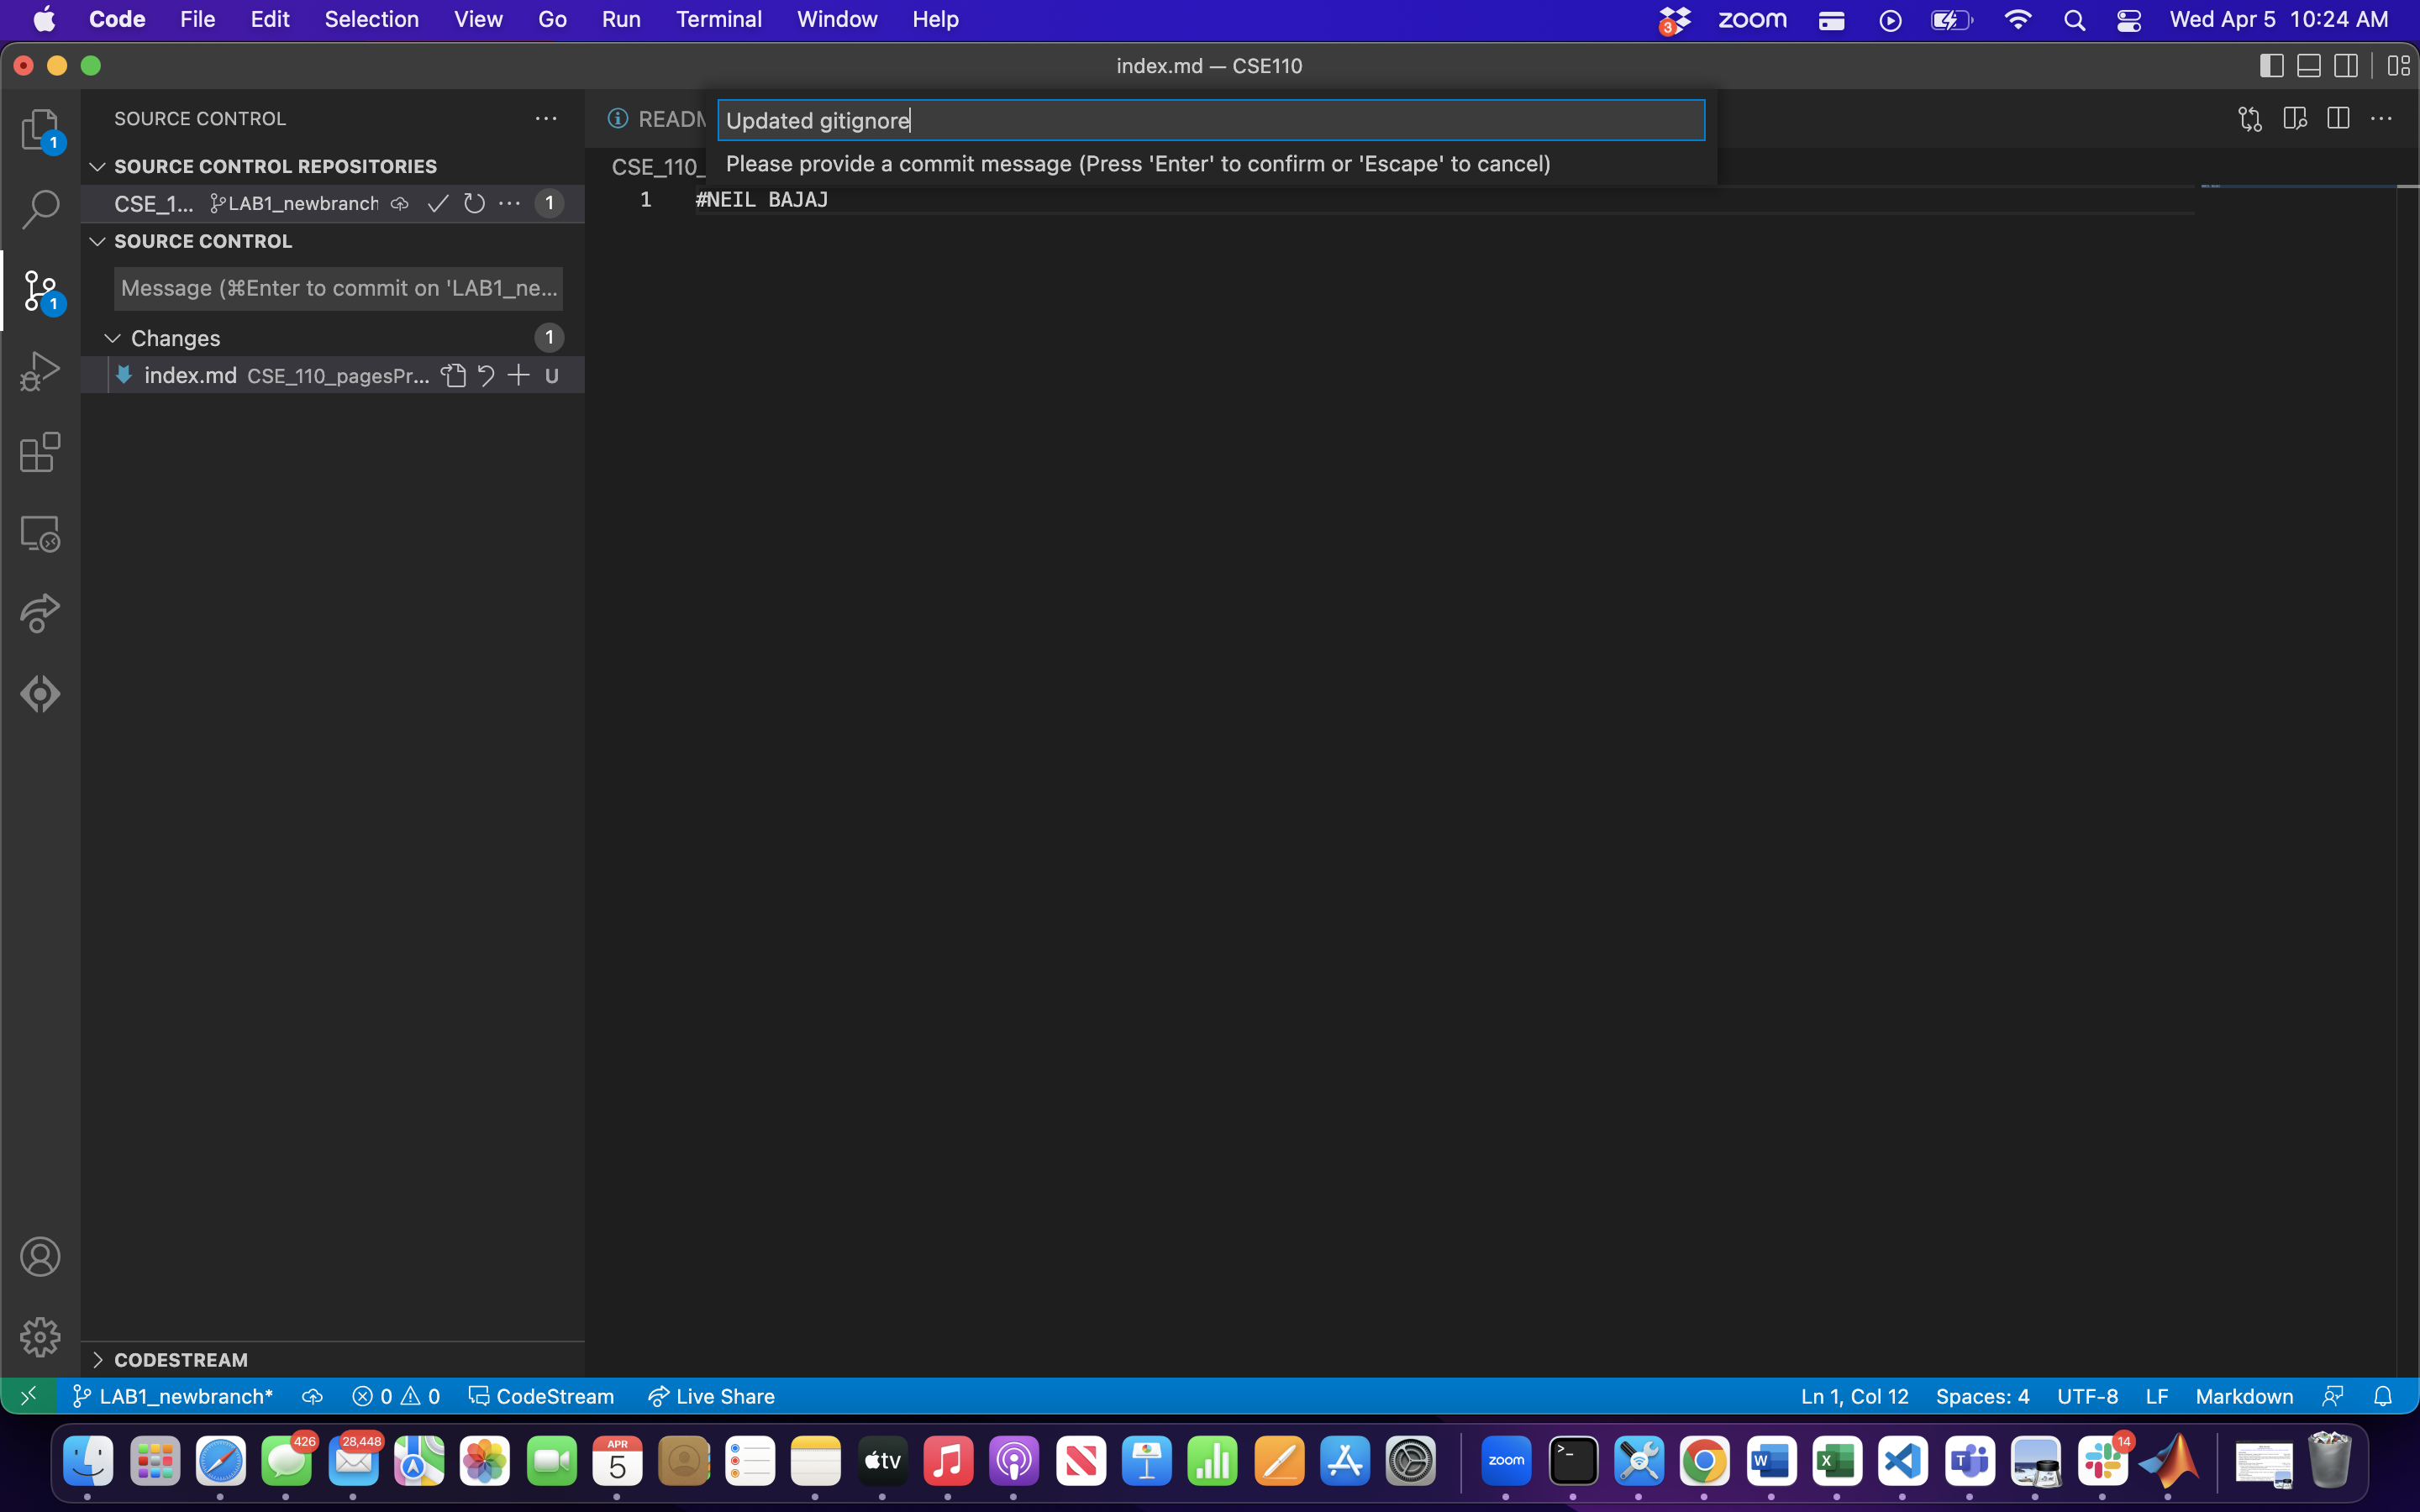 Code File Edit Selection View Go Run Terminal Window Help 3 zoom Wed Apr 5 10:24 AM
index.md — CSE110
SOURCE CONTROL
SOURCE CONTROL REPOSITORIES
CSE_1... LAB1_newbranch 1
SOURCE CONTROL
Message (⌘Enter to commit on 'LAB1_ne...
Changes 1
index.md CSE_110_pagesPr... U
1
1
CODESTREAM
READM
Updated gitignore
Please provide a commit message (Press 'Enter' to confirm or 'Escape' to cancel)
CSE_110_
1 #NEIL BAJAJ
LAB1_newbranch* 0 0 CodeStream Live Share Ln 1, Col 12 Spaces: 4 UTF-8 LF Markdown
426 28,448 APR 5 tv zoom >_ W X T 14